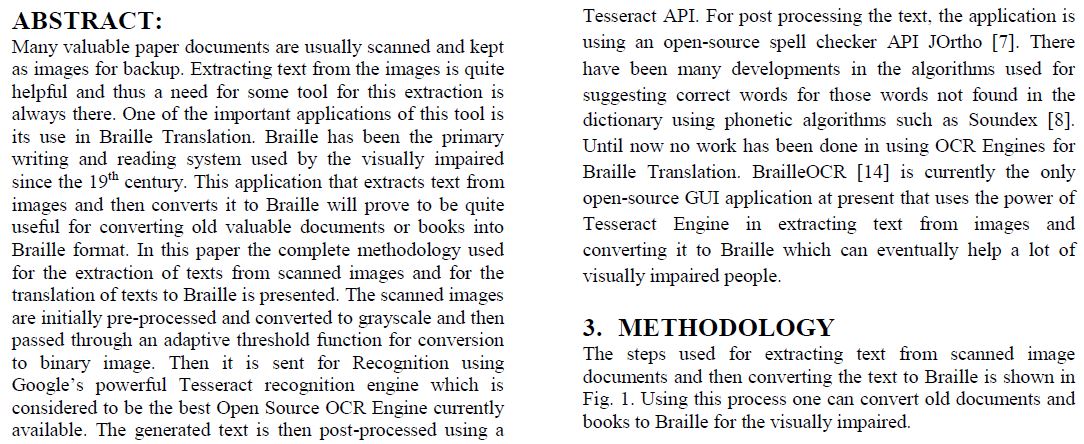 ABSTRACT:
Many valuable paper documents are usually scanned and kept
as images for backup. Extracting text from the images is quite
helpful and thus a need for some tool for this extraction is
always there. One of the important applications of this tool is
its use in Braille Translation. Braille has been the primary
writing and reading system used by the visually impaired
since the 19th century. This application that extracts text from
images and then converts it to Braille will prove to be quite
useful for converting old valuable documents or books into
Braille format. In this paper the complete methodology used
for the extraction of texts from scanned images and for the
translation of texts to Braille is presented. The scanned images
are initially pre-processed and converted to grayscale and then
passed through an adaptive threshold function for conversion
to binary image. Then it is sent for Recognition using
Google's powerful Tesseract recognition engine which is
considered to be the best Open Source OCR Engine currently
available. The generated text is then post-processed using a
Tesseract API. For post processing the text, the application is
using an open-source spell checker API JOrtho [7]. There
have been many developments in the algorithms used for
suggesting correct words for those words not found in the
dictionary using phonetic algorithms such as Soundex [8].
Until now no work has been done in using OCR Engines for
Braille Translation. BrailleOCR [14] is currently the only
open-source GUI application at present that uses the power of
Tesseract Engine in extracting text from images and
converting it to Braille which can eventually help a lot of
visually impaired people.
3. METHODOLOGY
The steps used for extracting text from scanned image
documents and then converting the text to Braille is shown in
Fig. 1. Using this process one can convert old documents and
books to Braille for the visually impaired.